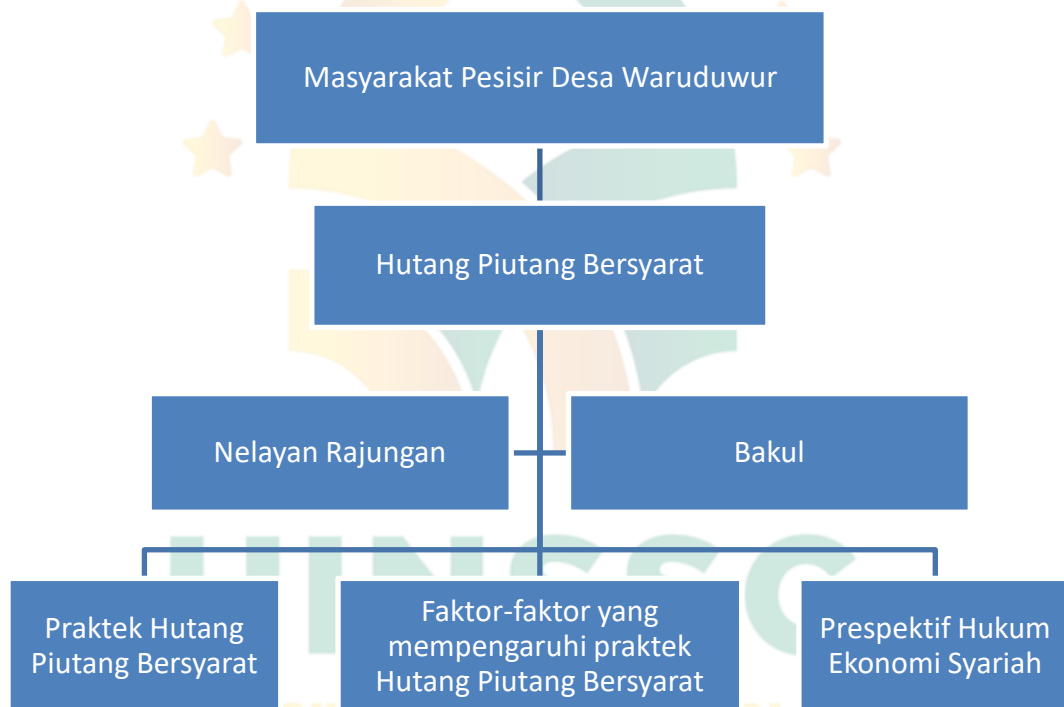 Masyarakat Pesisir Desa Waruduwur
Hutang Piutang Bersyarat
Nelayan Rajungan
Bakul
Praktek Hutang
Piutang Bersyarat
Faktor-faktor yang
mempengaruhi praktek
Hutang Piutang Bersyarat
Prespektif Hukum
Ekonomi Syariah